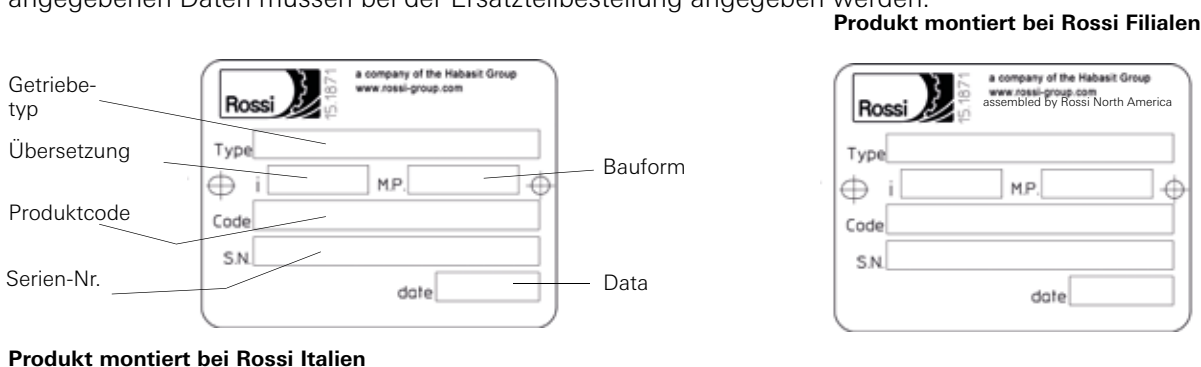 angegebenen Daten müssen bei der Ersatzteilbestellung angegeben werden.
Produkt montiert bei Rossi Filialen
Getriebe-
typ
Übersetzung
Produktcode
Serien-Nr.
Rossi
15.1871
a company of the Habasit Group
www.rossi-group.com
Type
i
M.P.
Code
S.N.
date
Bauform
Data
Produkt montiert bei Rossi Italien
Rossi
15.1871
a company of the Habasit Group
www.rossi-group.com
assembled by Rossi North America
Type
i
M.P.
Code
S.N.
date